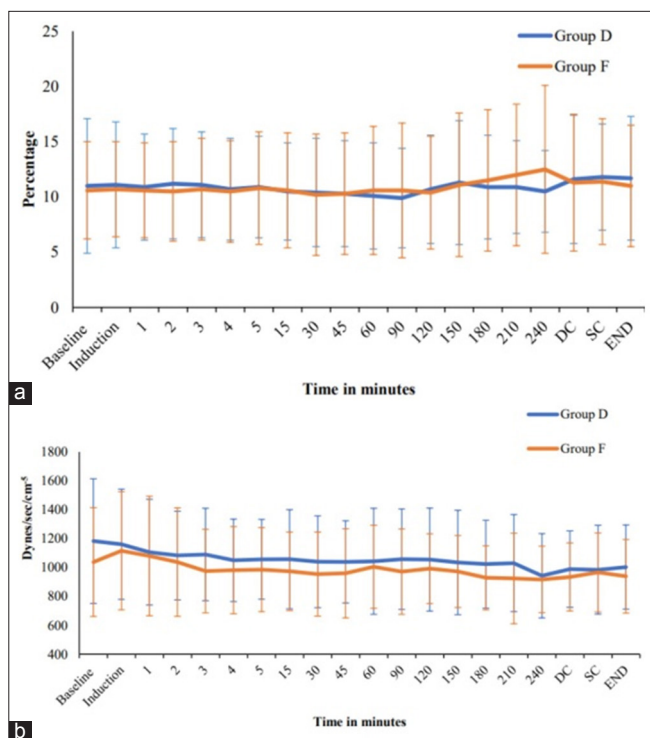 25
20
15
10
5
0
Percentage
Group D
Group F
Baseline
Induction
1
2
3
4
5
15
30
45
60
90
120
150
180
210
240
DC
SC
END
Time in minutes
a
1800
1600
1400
1200
1000
800
600
400
Dynes/sec/cm-⁵
Group D
Group F
Baseline
Induction
1
2
3
4
5
15
30
45
60
90
120
150
180
210
240
DC
SC
END
Time in minutes
b